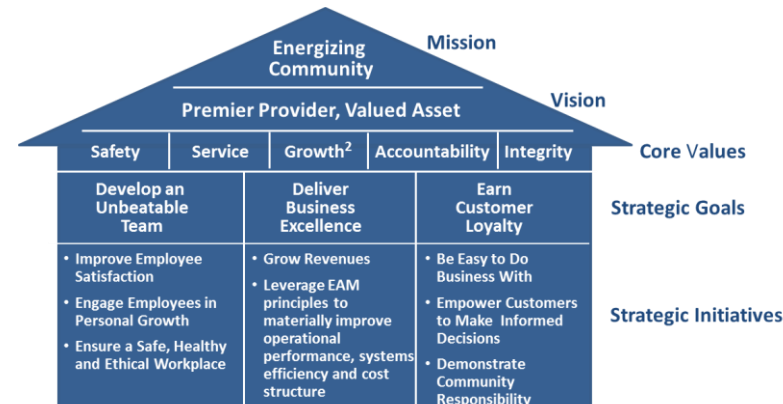 Energizing
Community
Mission
Premier Provider, Valued Asset
Vision
Safety
Service
Growth²
Accountability
Integrity
Core Values
Develop an
Unbeatable
Team
Deliver
Business
Excellence
Earn
Customer
Loyalty
Strategic Goals
• Improve Employee
Satisfaction
• Engage Employees in
Personal Growth
• Ensure a Safe, Healthy
and Ethical Workplace
• Grow Revenues
• Leverage EAM
principles to
materially improve
operational
performance, systems
efficiency and cost
structure
• Be Easy to Do
Business With
• Empower Customers
to Make Informed
Decisions
• Demonstrate
Community
Responsibility
Strategic Initiatives